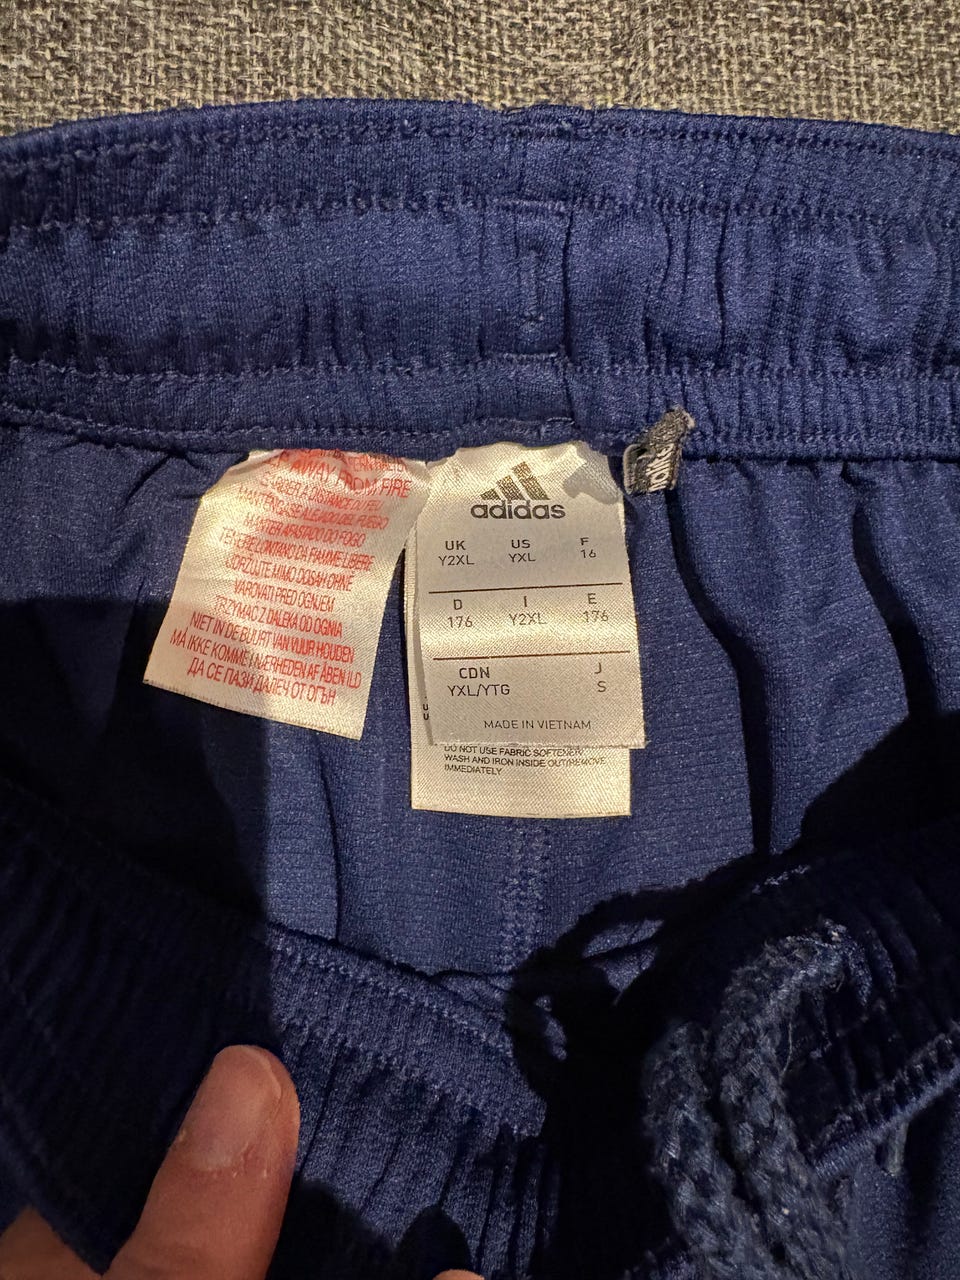 AWAY FROM FIRE
MANTÉNGASE ALEJADO DEL FUEGO
MANTER AFASTADO DO FOGO
TENERE LONTANO DA FIAMME LIBERE
VAROVATI PRED OGNJEM
TRZYMAĆ Z DALEKA OD OGNIA
NIET IN DE BUURT VAN VUUR HOUDEN
MÅ IKKE KOMME I NÆRHEDEN AF ÅBEN ILD
ДА СЕ ПАЗИ ДАЛЕЧ ОТ ОГЪН
adidas
UK US F
Y2XL YXL 16
D I E
176 Y2XL 176
CDN J
YXL/YTG S
MADE IN VIETNAM
DO NOT USE FABRIC SOFTENER
WASH AND IRON INSIDE OUT/REMOVE
IMMEDIATELY